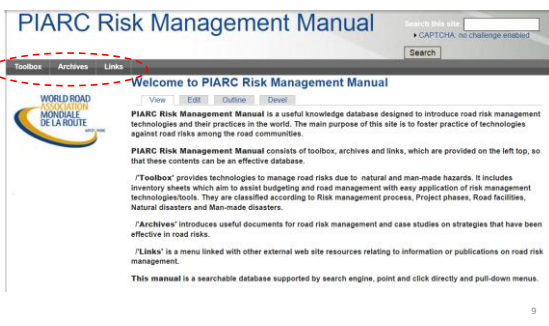 PIARC Risk Management Manual
Search this site:
CAPTCHA: no challenge enabled
Search
Toolbox Archives Links
Welcome to PIARC Risk Management Manual
WORLD ROAD
ASSOCIATION
MONDIALE
DE LA ROUTE
View Edit Outline Devel
PIARC Risk Management Manual is a useful knowledge database designed to introduce road risk management
technologies and their practices in the world. The main purpose of this site is to foster practice of technologies
against road risks among the road communities.
PIARC Risk Management Manual consists of toolbox, archives and links, which are provided on the left top, so
that these contents can be an effective database.
/'Toolbox' provides technologies to manage road risks due to natural and man-made hazards. It includes
inventory sheets which aim to assist budgeting and road management with easy application of risk management
technologies/tools. They are classified according to Risk management process, Project phases, Road facilities,
Natural disasters and Man-made disasters.
/'Archives' introduces useful documents for road risk management and case studies on strategies that have been
effective in road risks.
/'Links' is a menu linked with other external web site resources relating to information or publications on road risk
management.
This manual is a searchable database supported by search engine, point and click directly and pull-down menus.
9